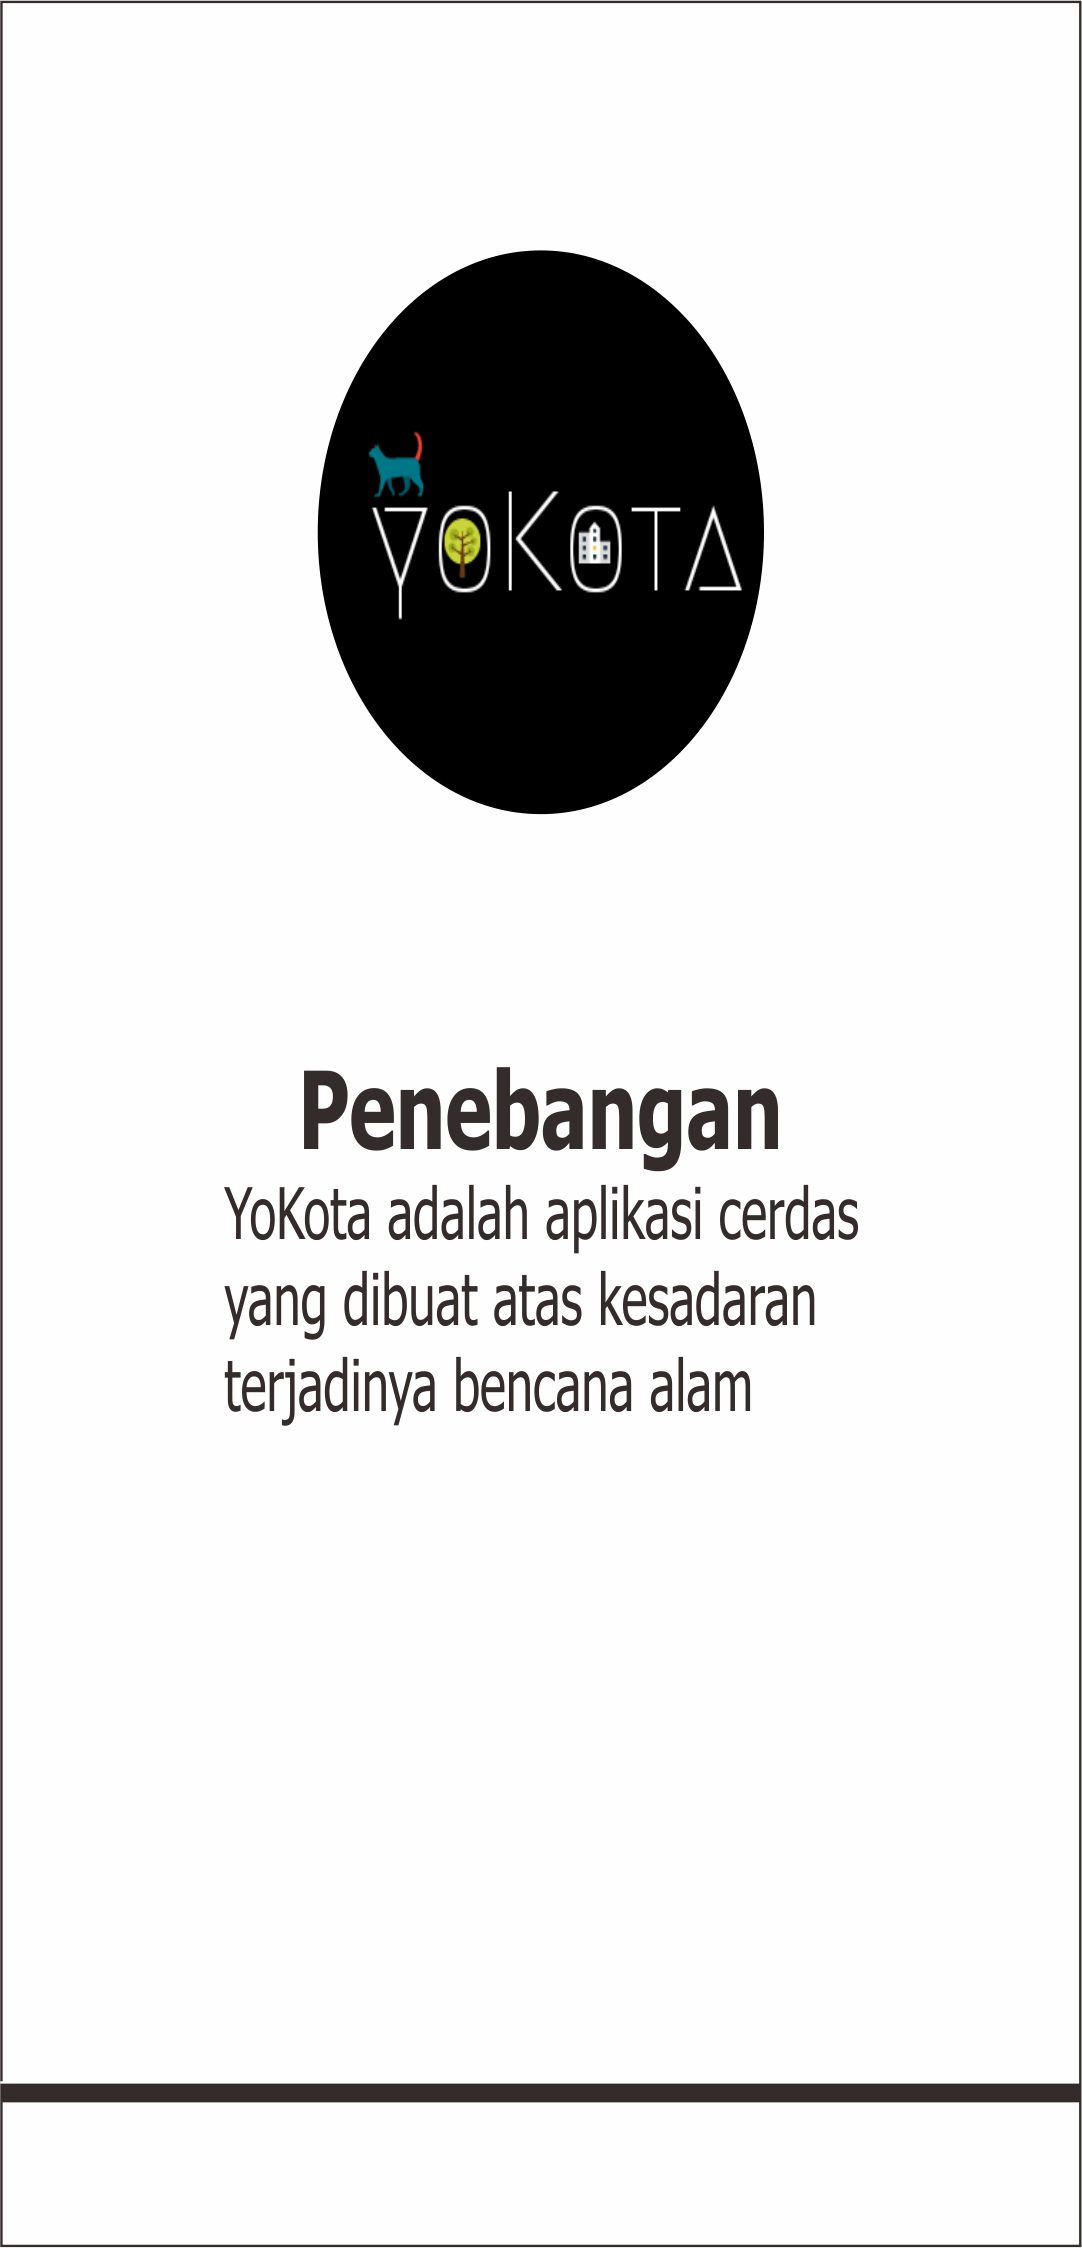 YOKOTA
Penebangan
YoKota adalah aplikasi cerdas
yang dibuat atas kesadaran
terjadinya bencana alam